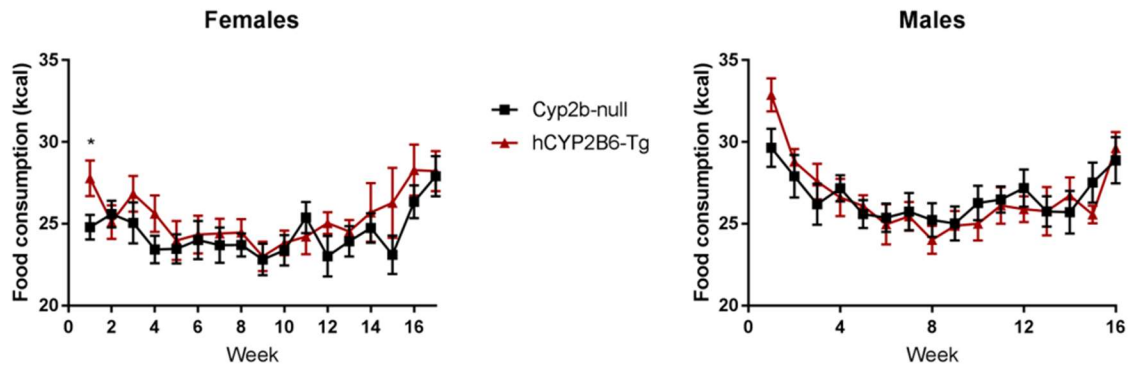 Females
Food consumption (kcal)
35
30
25
20
*
0 2 4 6 8 10 12 14 16
Week
Cyp2b-null
hCYP2B6-Tg
Males
Food consumption (kcal)
35
30
25
20
0 4 8 12 16
Week